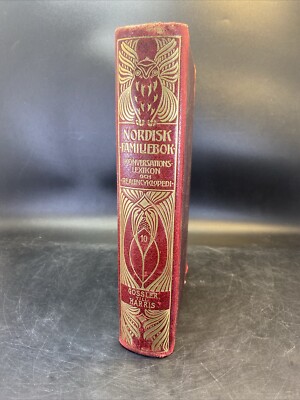 NORDISK
FAMILJEBOK
KONVERSATIONS-
LEXIKON
OCH
REALENCYKLOPEDI
10
GOSSLER
HARRIS